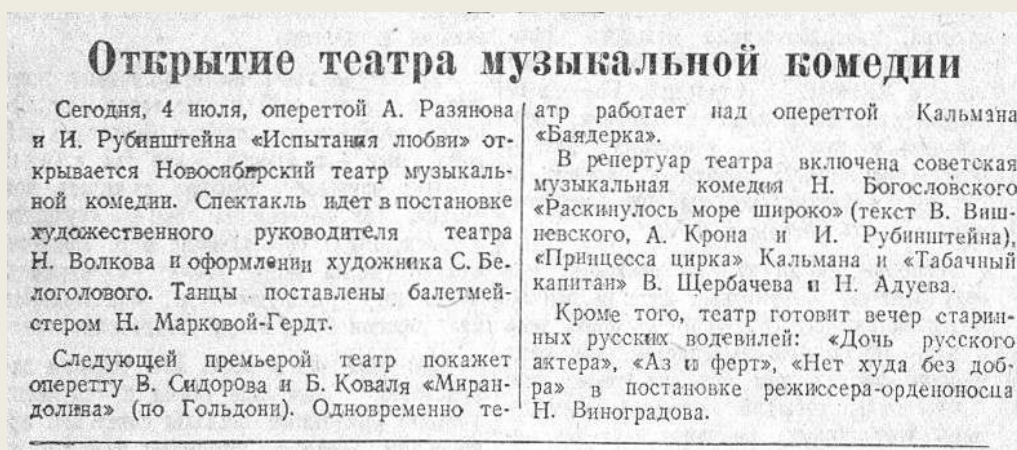 Открытие театра музыкальной комедии
Сегодня, 4 июля, опереттой А. Разянова
и И. Рубинштейна «Испытания любви» от-
крывается Новосибирский театр музыкаль-
ной комедии. Спектакль идет в постановке
художественного руководителя театра
Н. Волкова и оформлении художника С. Бе-
логолового. Танцы поставлены балетмей-
стером Н. Марковой-Гердт.
Следующей премьерой театр покажет
оперетту В. Сидорова и Б. Коваля «Миран-
долина» (по Гольдони). Одновременно те-
атр работает над опереттой Кальмана
«Баядерка».
В репертуар театра включена советская
музыкальная комедия Н. Богословского
«Раскинулось море широко» (текст В. Виш-
невского, А. Крона и И. Рубинштейна),
«Принцесса цирка» Кальмана и «Табачный
капитан» В. Щербачева и Н. Адуева.
Кроме того, театр готовит вечер старин-
ных русских водевилей: «Дочь русского
актера», «Аз и ферт», «Нет худа без доб-
ра» в постановке режиссера-орденоносца
Н. Виноградова.